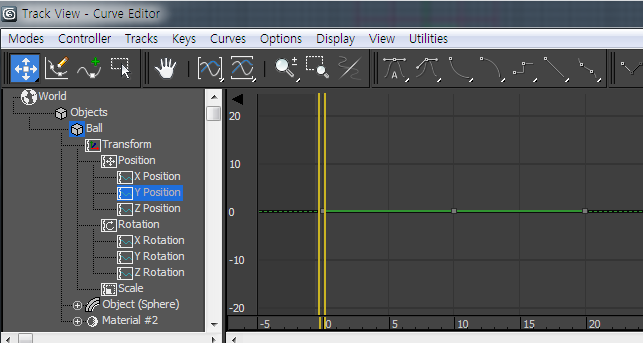 Track View - Curve Editor
Modes Controller Tracks Keys Curves Options Display View Utilities
World
Objects
Ball
Transform
Position
X Position
Y Position
Z Position
Rotation
X Rotation
Y Rotation
Z Rotation
Scale
Object (Sphere)
Material #2
20
10
0
-10
-20
-5 0 5 10 15 20